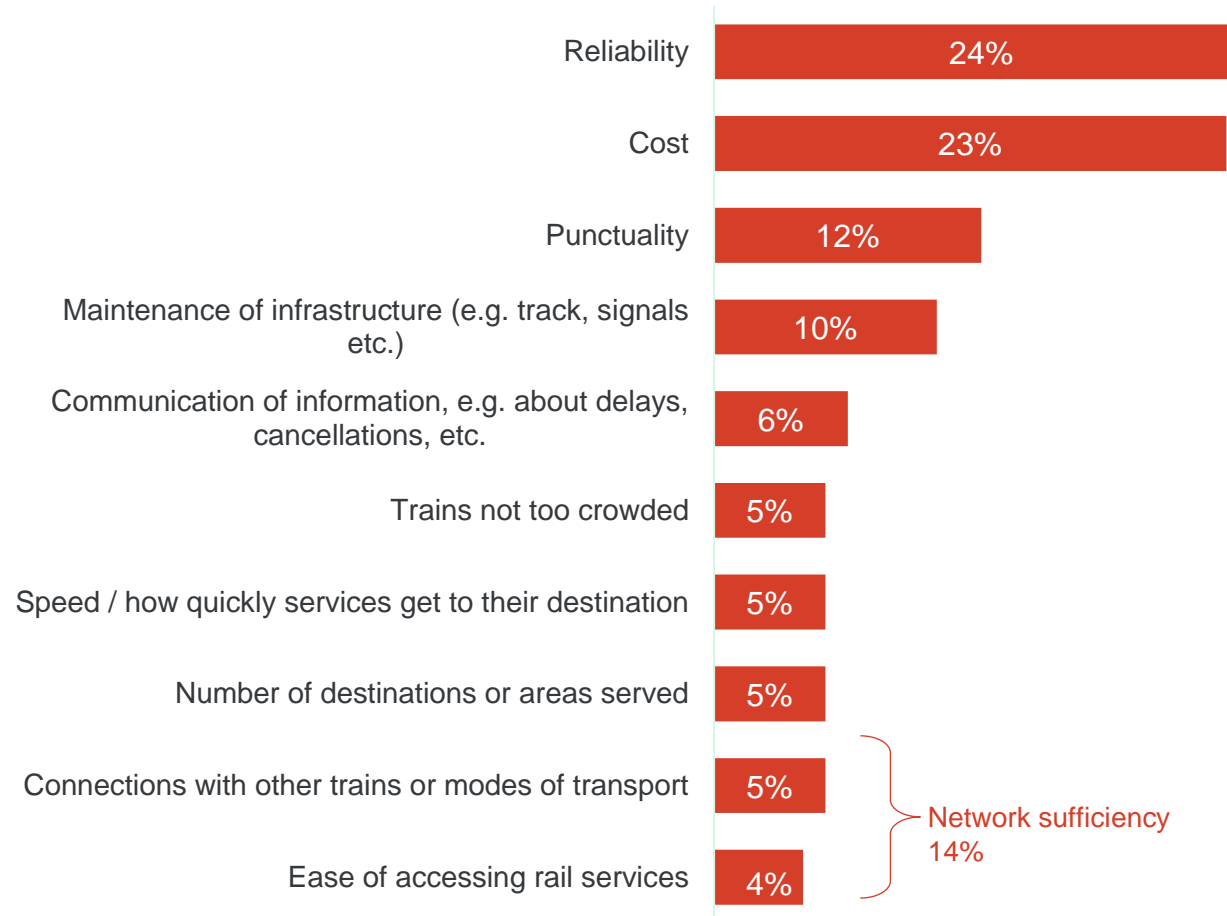 Reliability
24%
Cost
23%
Punctuality
12%
Maintenance of infrastructure (e.g. track, signals
etc.)
10%
Communication of information, e.g. about delays,
cancellations, etc.
6%
Trains not too crowded
5%
Speed / how quickly services get to their destination
5%
Number of destinations or areas served
5%
Connections with other trains or modes of transport
5%
Ease of accessing rail services
4%
Network sufficiency
14%